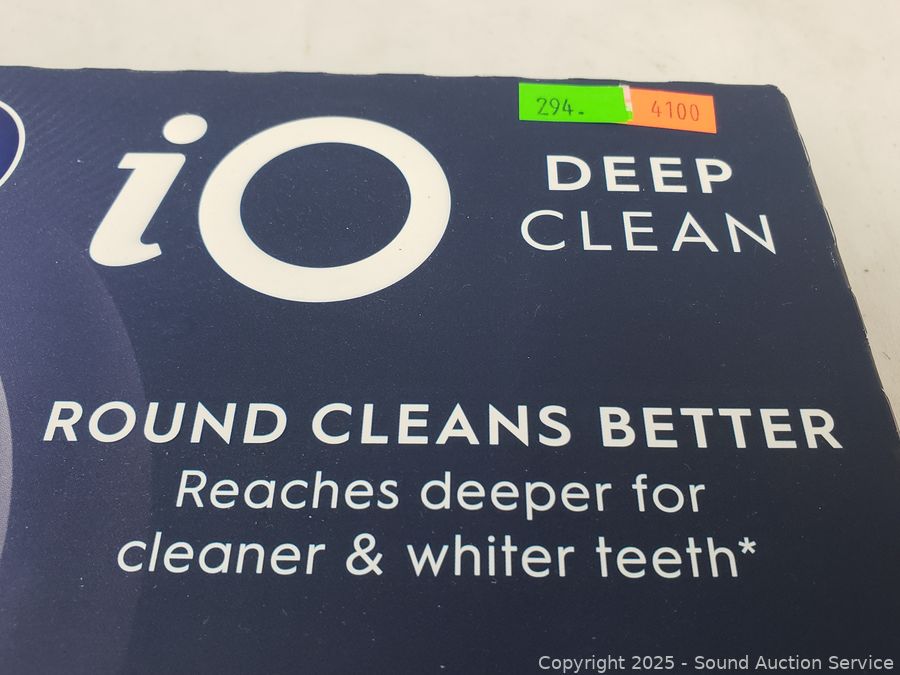 294. 4100
iO
DEEP
CLEAN
ROUND CLEANS BETTER
Reaches deeper for
cleaner & whiter teeth*
Copyright 2025 - Sound Auction Service